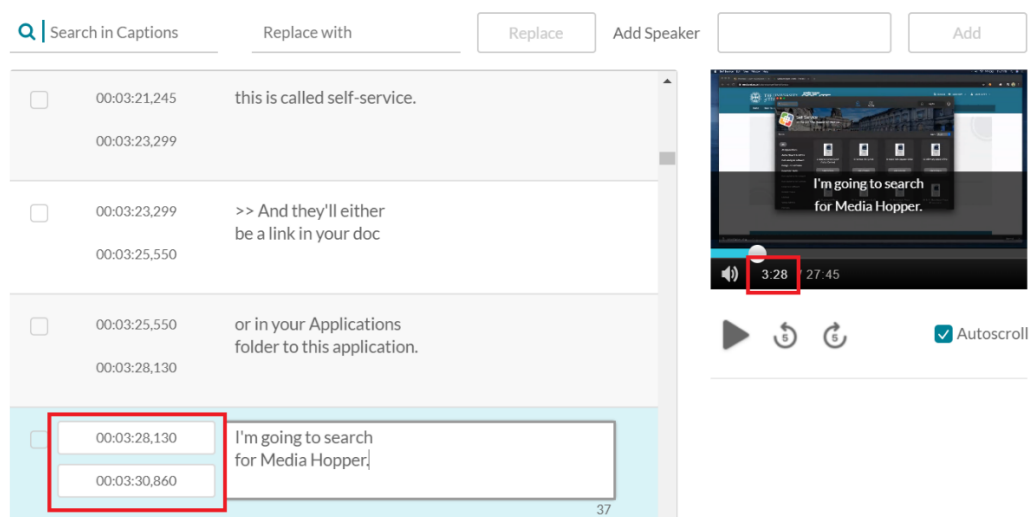 Search in Captions
Replace with
Replace
Add Speaker
Add
00:03:21,245
this is called self-service.
00:03:23,299
00:03:23,299
>> And they'll either
be a link in your doc
00:03:25,550
00:03:25,550
or in your Applications
folder to this application.
00:03:28,130
00:03:28,130
I'm going to search
for Media Hopper.
00:03:30,860
37
I'm going to search
for Media Hopper.
3:28 / 27:45
5
5
Autoscroll